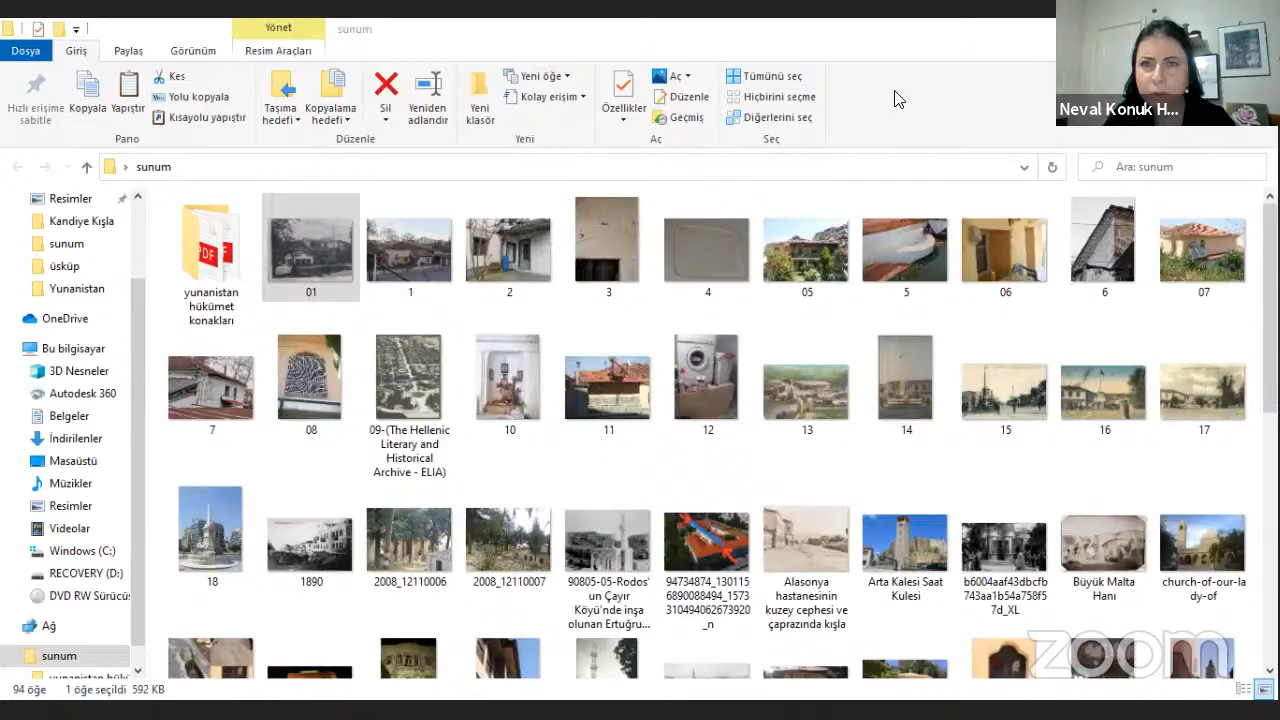 Yönet
sunum
Dosya
Giriş
Paylaş
Görünüm
Resim Araçları
Hızlı erişime
sabitle
Kopyala
Yapıştır
Kes
Yolu kopyala
Kısayolu yapıştır
Pano
Taşıma
hedefi
Kopyalama
hedefi
Sil
Yeniden
adlandır
Düzenle
Yeni
klasör
Yeni öğe
Kolay erişim
Yeni
Özellikler
Aç
Düzenle
Geçmiş
Aç
Tümünü seç
Hiçbirini seçme
Diğerlerini seç
Seç
Neval Konuk H...
sunum
Ara: sunum
Resimler
Kandiye Kışla
sunum
üsküp
Yunanistan
OneDrive
Bu bilgisayar
3D Nesneler
Autodesk 360
Belgeler
İndirilenler
Masaüstü
Müzikler
Resimler
Videolar
Windows (C:)
RECOVERY (D:)
DVD RW Sürücüs
Ağ
sunum
PDF
yunanistan
hükümet
konakları
01
1
2
3
4
05
5
06
6
07
7
08
09-(The Hellenic
Literary and
Historical
Archive - ELIA)
10
11
12
13
14
15
16
17
18
1890
2008_12110006
2008_12110007
90805-05-Rodos'
un Çayır
Köyü'nde inşa
olunan Ertuğru...
94734874_130115
6890088494_1573
310494062673920
_n
Alasonya
hastanesinin
kuzey cephesi ve
çaprazında kışla
Arta Kalesi Saat
Kulesi
b6004aaf43dbcfb
743aa1b54a758f5
7d_XL
Büyük Malta
Hanı
church-of-our-la
dy-of
zoom
94 öğe
1 öğe seçildi 592 KB